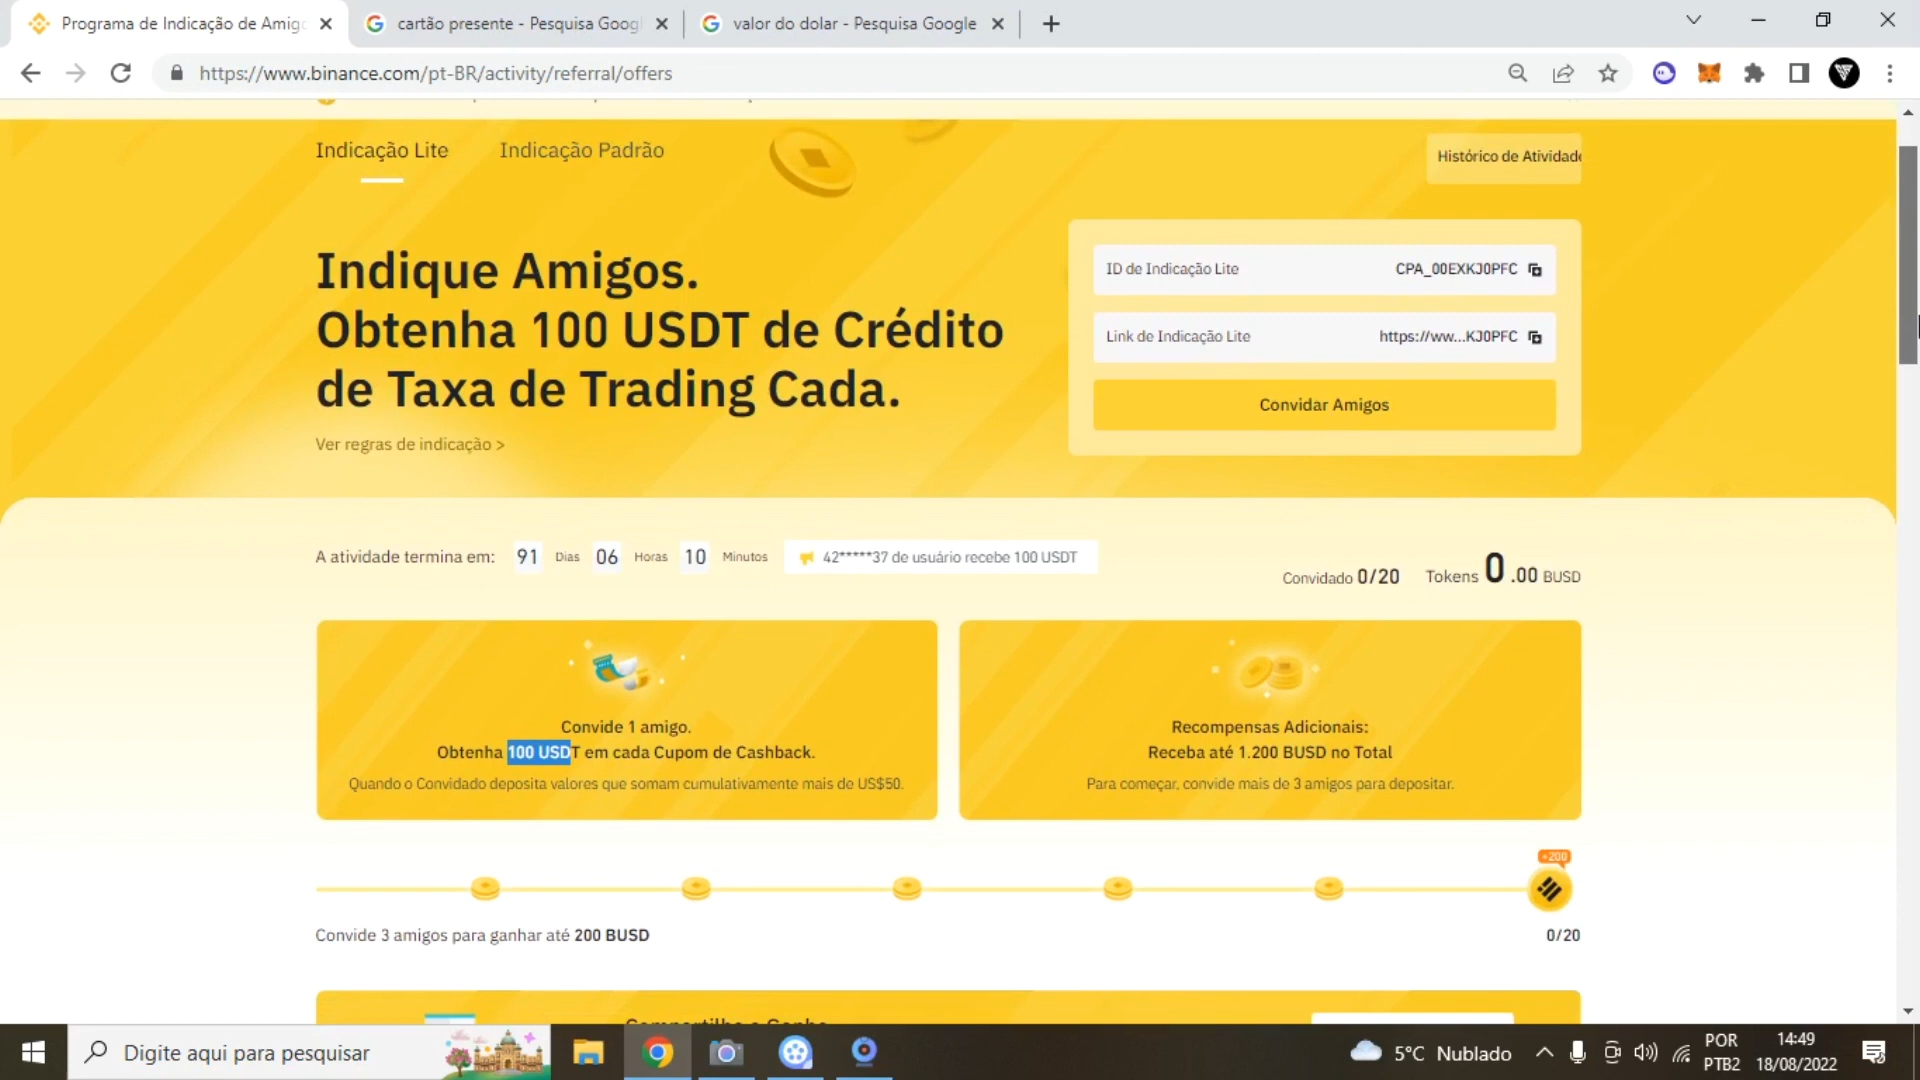 Programa de Indicação de Amigo
cartão presente - Pesquisa Goog
valor do dolar - Pesquisa Google
https://www.binance.com/pt-BR/activity/referral/offers
Indicação Lite
Indicação Padrão
Histórico de Atividade
Indique Amigos.
Obtenha 100 USDT de Crédito
de Taxa de Trading Cada.
Ver regras de indicação >
ID de Indicação Lite CPA_00EXKJ0PFC
Link de Indicação Lite https://ww...KJ0PFC
Convidar Amigos
A atividade termina em: 91 Dias 06 Horas 10 Minutos
42*****37 de usuário recebe 100 USDT
Convidado 0/20 Tokens 0.00 BUSD
Convide 1 amigo.
Obtenha 100 USDT em cada Cupom de Cashback.
Quando o Convidado deposita valores que somam cumulativamente mais de US$50.
Recompensas Adicionais:
Receba até 1.200 BUSD no Total
Para começar, convide mais de 3 amigos para depositar.
+200
Convide 3 amigos para ganhar até 200 BUSD
0/20
Digite aqui para pesquisar
5°C Nublado
POR
PTB2
14:49
18/08/2022